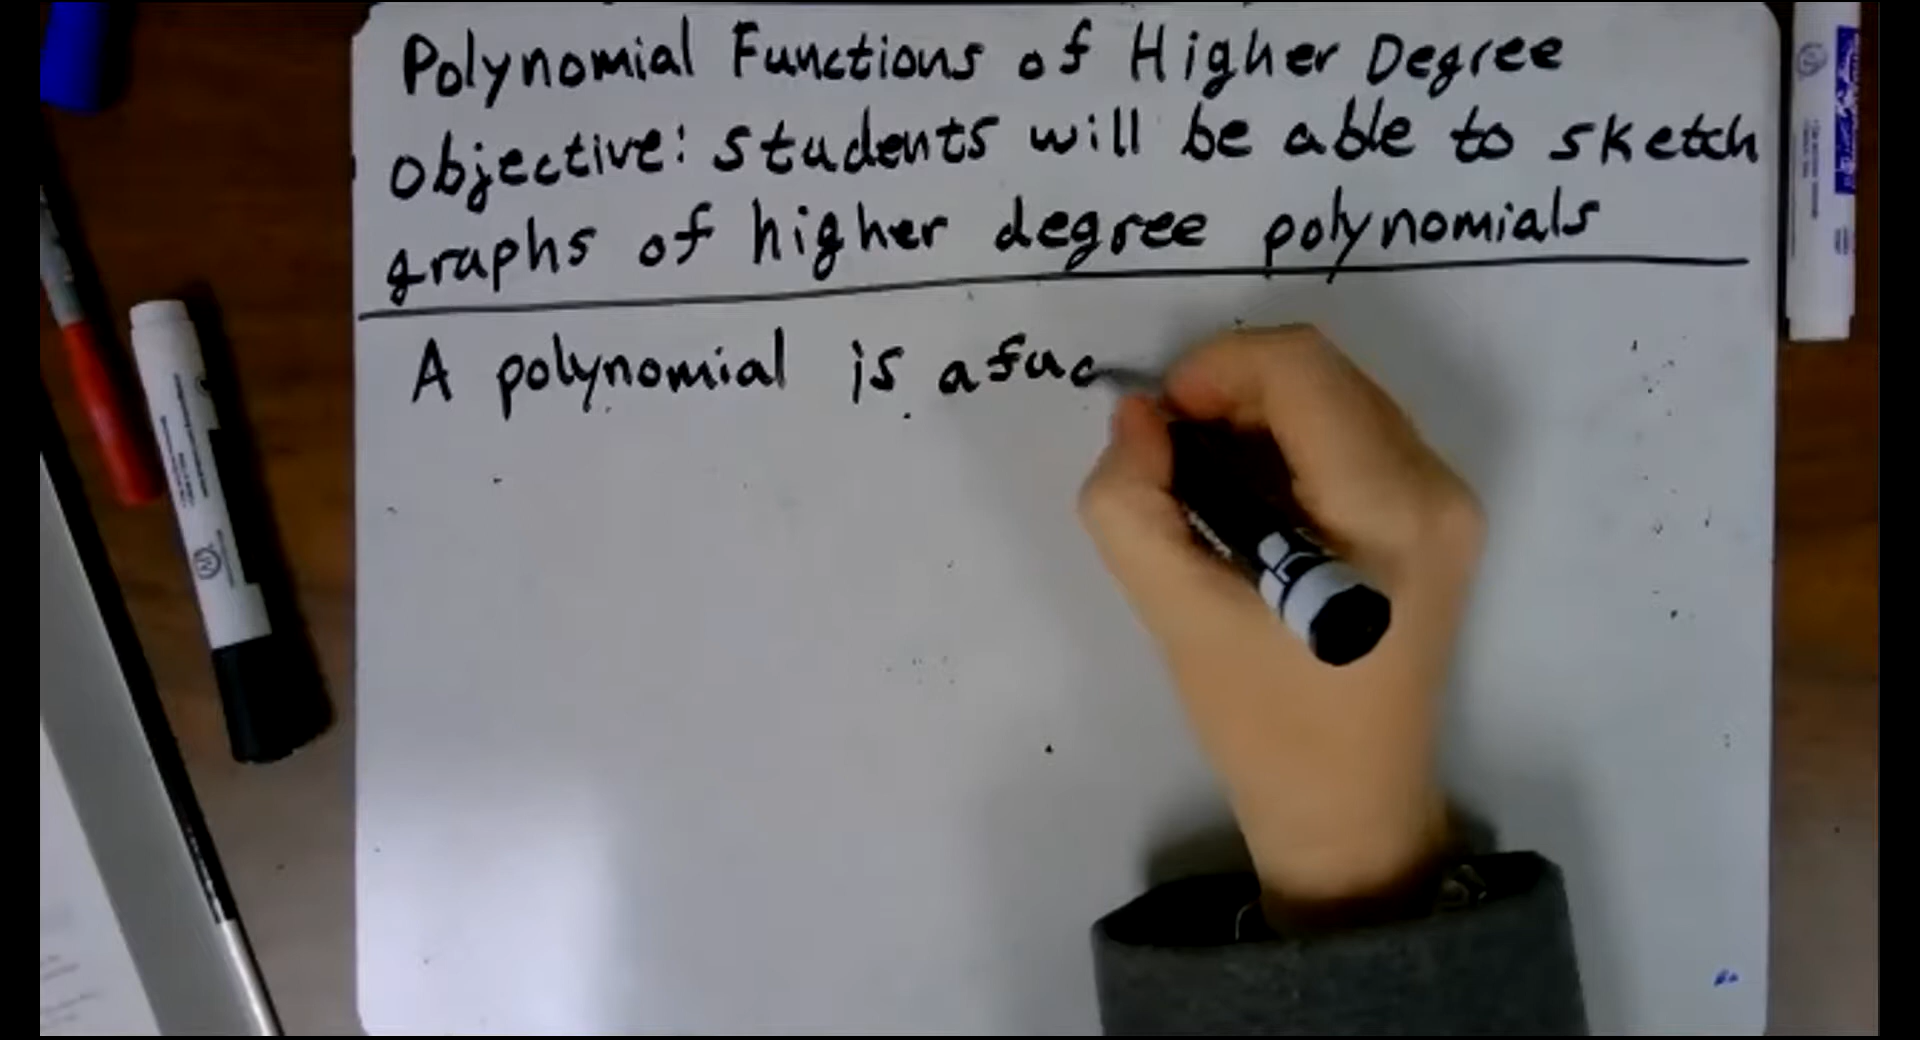 Polynomial Functions of Higher Degree
Objective: students will be able to sketch
graphs of higher degree polynomials
A polynomial is a fuc